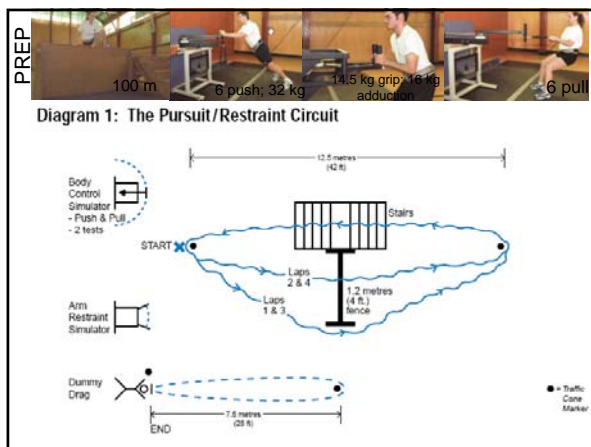 PREP
100 m
6 push; 32 kg
14.5 kg grip; 16 kg
adduction
6 pull
Diagram 1: The Pursuit/Restraint Circuit
12.5 metres
(42 ft)
Body
Control
Simulator
- Push & Pull
- 2 tests
Stairs
START
Laps
2 & 4
Laps
1 & 3
1.2 metres
(4 ft.)
fence
Arm
Restraint
Simulator
Dummy
Drag
END
7.6 metres
(28 ft)
= Traffic
Cone
Marker